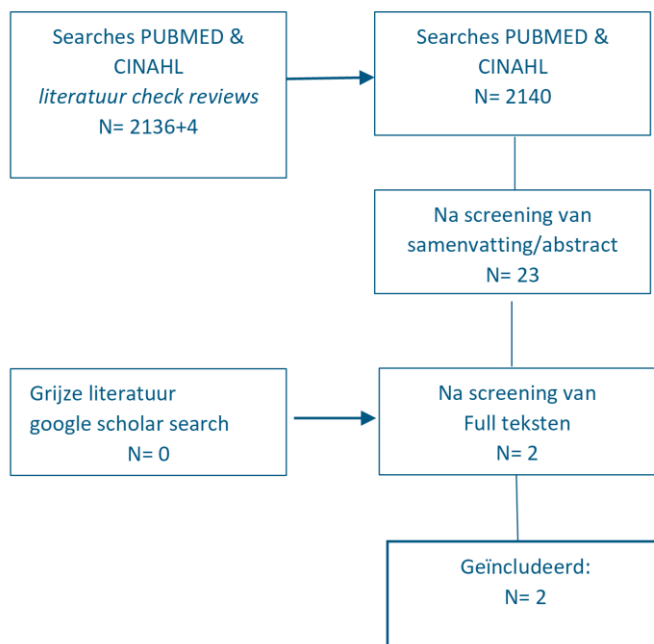 Searches PUBMED &
CINAHL
literatuur check reviews
N= 2136+4
Searches PUBMED &
CINAHL
N= 2140
Na screening van
samenvatting/abstract
N= 23
Grijze literatuur
google scholar search
N= 0
Na screening van
Full teksten
N= 2
Geïncludeerd:
N= 2